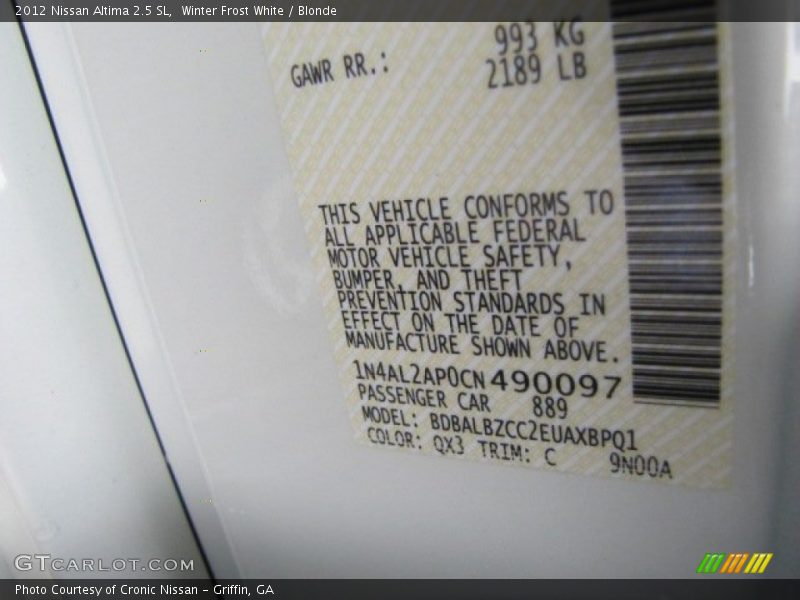 2012 Nissan Altima 2.5 SL,  Winter Frost White / Blonde
993 KG
GAWR RR.: 2189 LB
THIS VEHICLE CONFORMS TO
ALL APPLICABLE FEDERAL
MOTOR VEHICLE SAFETY,
BUMPER, AND THEFT
PREVENTION STANDARDS IN
EFFECT ON THE DATE OF
MANUFACTURE SHOWN ABOVE.
1N4AL2AP0CN490097
PASSENGER CAR 889
MODEL: BDBALBZCC2EUAXBPQ1
COLOR: QX3 TRIM: C 9N00A
GTCARLOT.COM
Photo Courtesy of Cronic Nissan – Griffin, GA